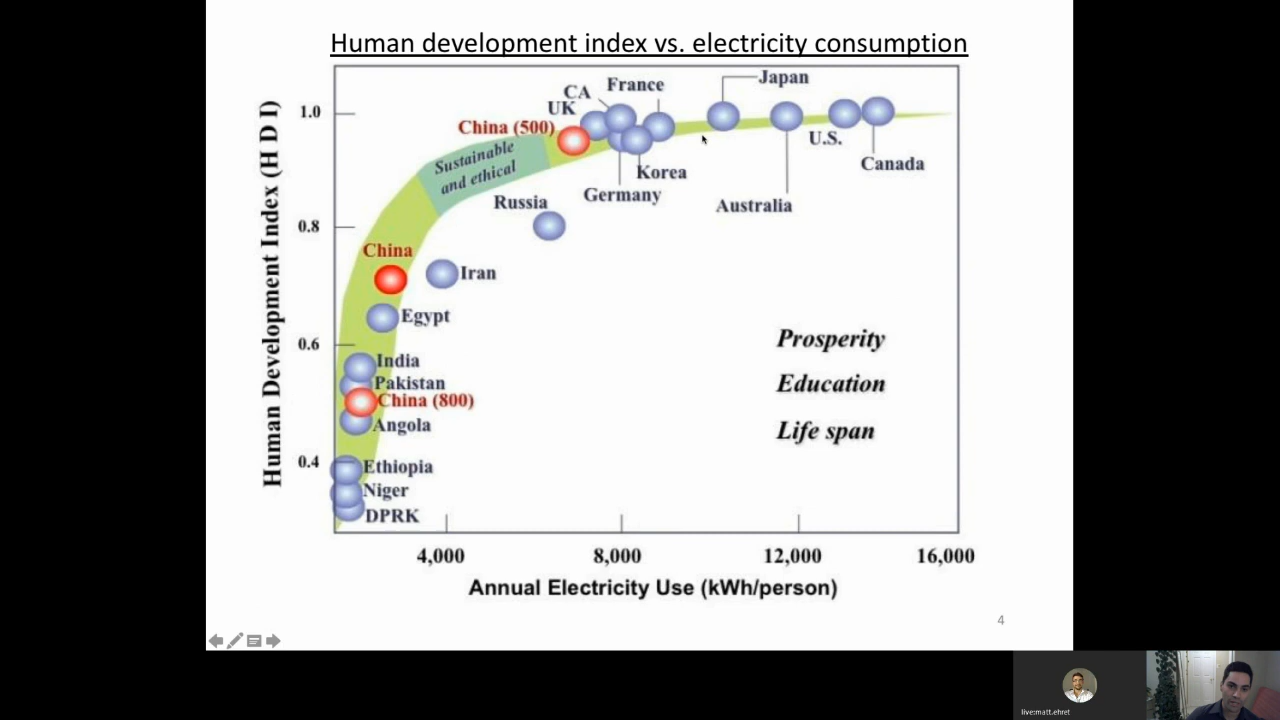 Human development index vs. electricity consumption
Human Development Index (H D I)
1.0
0.8
0.6
0.4
CA
France
Japan
UK
China (500)
U.S.
Sustainable
and ethical
Canada
Korea
Germany
Russia
Australia
China
Iran
Egypt
Prosperity
India
Pakistan
Education
China (800)
Angola
Life span
Ethiopia
Niger
DPRK
4,000
8,000
12,000
16,000
Annual Electricity Use (kWh/person)
4
live:matt.ehret